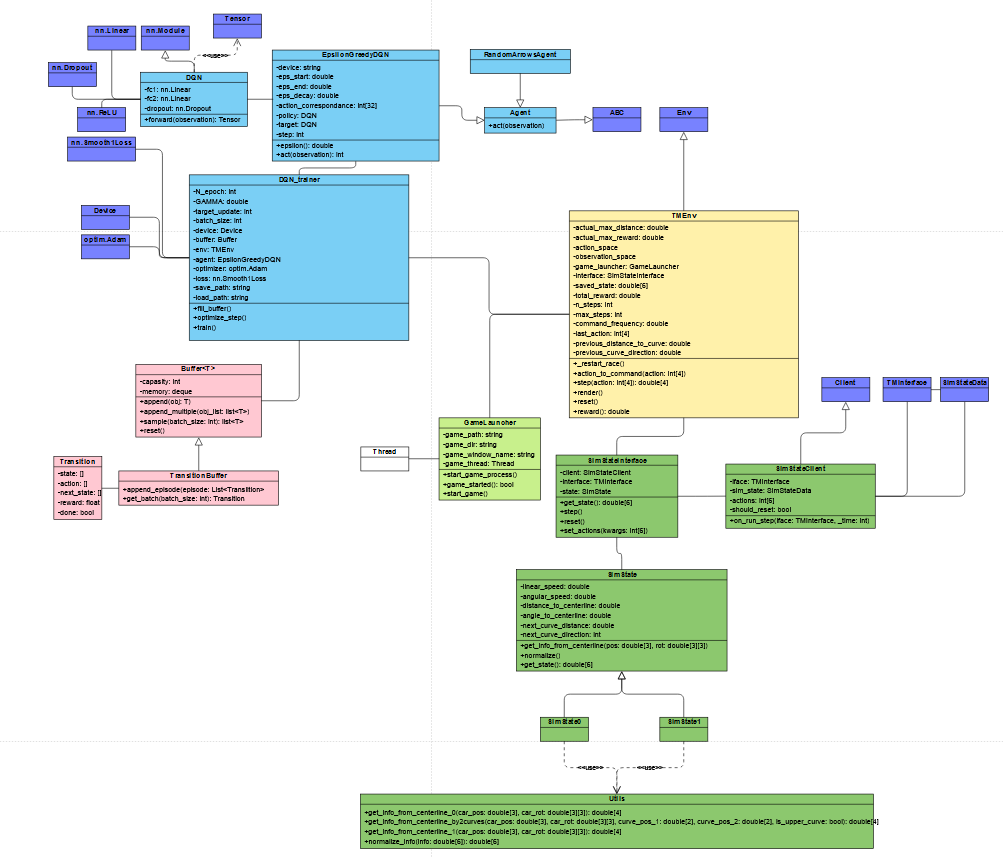 Tensor
nn.Linear
nn.Module
<<use>>
nn.Dropout
DQN
-fc1: nn.Linear
-fc2: nn.Linear
-dropout: nn.Dropout
+forward(observation): Tensor
nn.ReLU
nn.Smooth1Loss
EpsilonGreedyDQN
-device: string
-eps_start: double
-eps_end: double
-eps_decay: double
-action_correspondance: int[32]
-policy: DQN
-target: DQN
-step: int
+epsilon(): double
+act(observation): int
RandomArrowsAgent
Agent
+act(observation)
ABC
Env
Device
optim.Adam
DQN_trainer
-N_epoch: int
-GAMMA: double
-target_update: int
-batch_size: int
-device: Device
-buffer: Buffer
-env: TMEnv
-agent: EpsilonGreedyDQN
-optimizer: optim.Adam
-loss: nn.Smooth1Loss
-save_path: string
-load_path: string
+fill_buffer()
+optimize_step()
+train()
TMEnv
-actual_max_distance: double
-actual_max_reward: double
-action_space
-observation_space
-game_launcher: GameLauncher
-interface: SimStateInterface
-saved_state: double[6]
-total_reward: double
-n_steps: int
-max_steps: int
-command_frequency: double
-last_action: int[4]
-previous_distance_to_curve: double
-previous_curve_direction: double
+_restart_race()
+action_to_command(action: int[4])
+step(action: int[4]): double[4]
+render()
+reset()
+reward(): double
Buffer<T>
-capasity: int
-memory: deque
+append(obj: T)
+append_multiple(obj_list: list<T>)
+sample(batch_size: int): list<T>
+reset()
Client
TMInterface
SimStateData
Transition
-state: []
-action: []
-next_state: []
-reward: float
-done: bool
TransitionBuffer
+append_episode(episode: List<Transition>)
+get_batch(batch_size: int): Transition
Thread
GameLauncher
-game_path: string
-game_dir: string
-game_window_name: string
-game_thread: Thread
+start_game_process()
+game_started(): bool
+start_game()
SimStateInterface
-client: SimStateClient
-interface: TMInterface
-state: SimState
+get_state(): double[6]
+step()
+reset()
+set_actions(kwargs: int[6])
SimStateClient
-iface: TMInterface
-sim_state: SimStateData
-actions: int[6]
-should_reset: bool
+on_run_step(iface: TMInterface, _time: int)
SimState
-linear_speed: double
-angular_speed: double
-distance_to_centerline: double
-angle_to_centerline: double
-next_curve_distance: double
-next_curve_direction: int
+get_info_from_centerline(pos: double[3], rot: double[3][3])
+normalize()
+get_state(): double[6]
SimState0
SimState1
<<use>>
<<use>>
Utils
+get_info_from_centerline_0(car_pos: double[3], car_rot: double[3][3]): double[4]
+get_info_from_centerline_by2curves(car_pos: double[3], car_rot: double[3][3], curve_pos_1: double[2], curve_pos_2: double[2], is_upper_curve: bool): double[4]
+get_info_from_centerline_1(car_pos: double[3], car_rot: double[3][3]): double[4]
+normalize_info(info: double[6]): double[6]